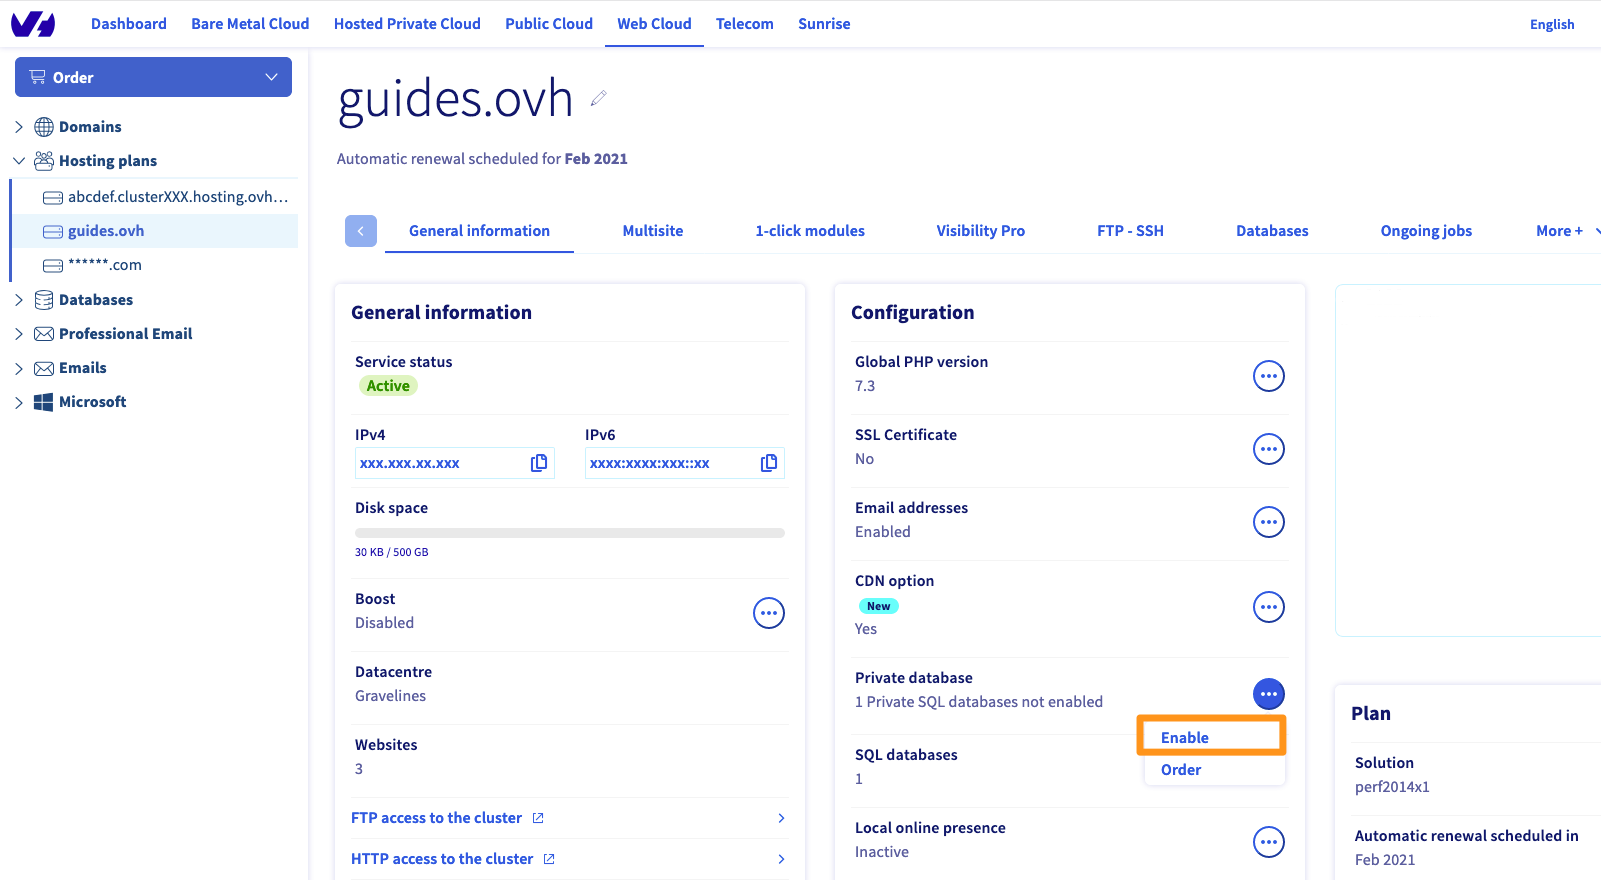 Dashboard Bare Metal Cloud Hosted Private Cloud Public Cloud Web Cloud Telecom Sunrise English
Order
Domains
Hosting plans
abcdef.clusterXXX.hosting.ovh...
guides.ovh
******.com
Databases
Professional Email
Emails
Microsoft
guides.ovh
Automatic renewal scheduled for Feb 2021
General information Multisite 1-click modules Visibility Pro FTP - SSH Databases Ongoing jobs More +
General information
Service status
Active
IPv4 IPv6
xxx.xxx.xx.xxx xxxx:xxxx:xxx::xx
Disk space
30 KB / 500 GB
Boost
Disabled
Datacentre
Gravelines
Websites
3
FTP access to the cluster
HTTP access to the cluster
Configuration
Global PHP version
7.3
SSL Certificate
No
Email addresses
Enabled
CDN option
New
Yes
Private database
1 Private SQL databases not enabled
Enable
Order
SQL databases
1
Local online presence
Inactive
Plan
Solution
perf2014x1
Automatic renewal scheduled in
Feb 2021